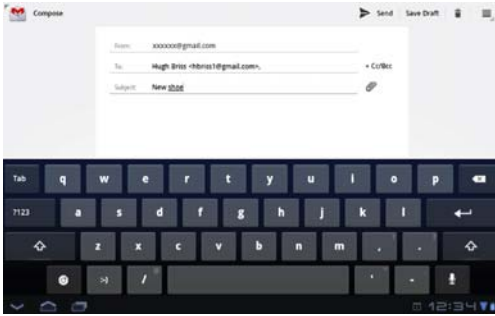 Compose Send Save Draft
From: xxxxxx@gmail.com
To: Hugh Briss <hbriss1@gmail.com>, + Cc/Bcc
Subject: New shoe
Tab q w e r t y u i o p
?123 a s d f g h j k l
z x c v b n m , .
:-) / ' -
12:34